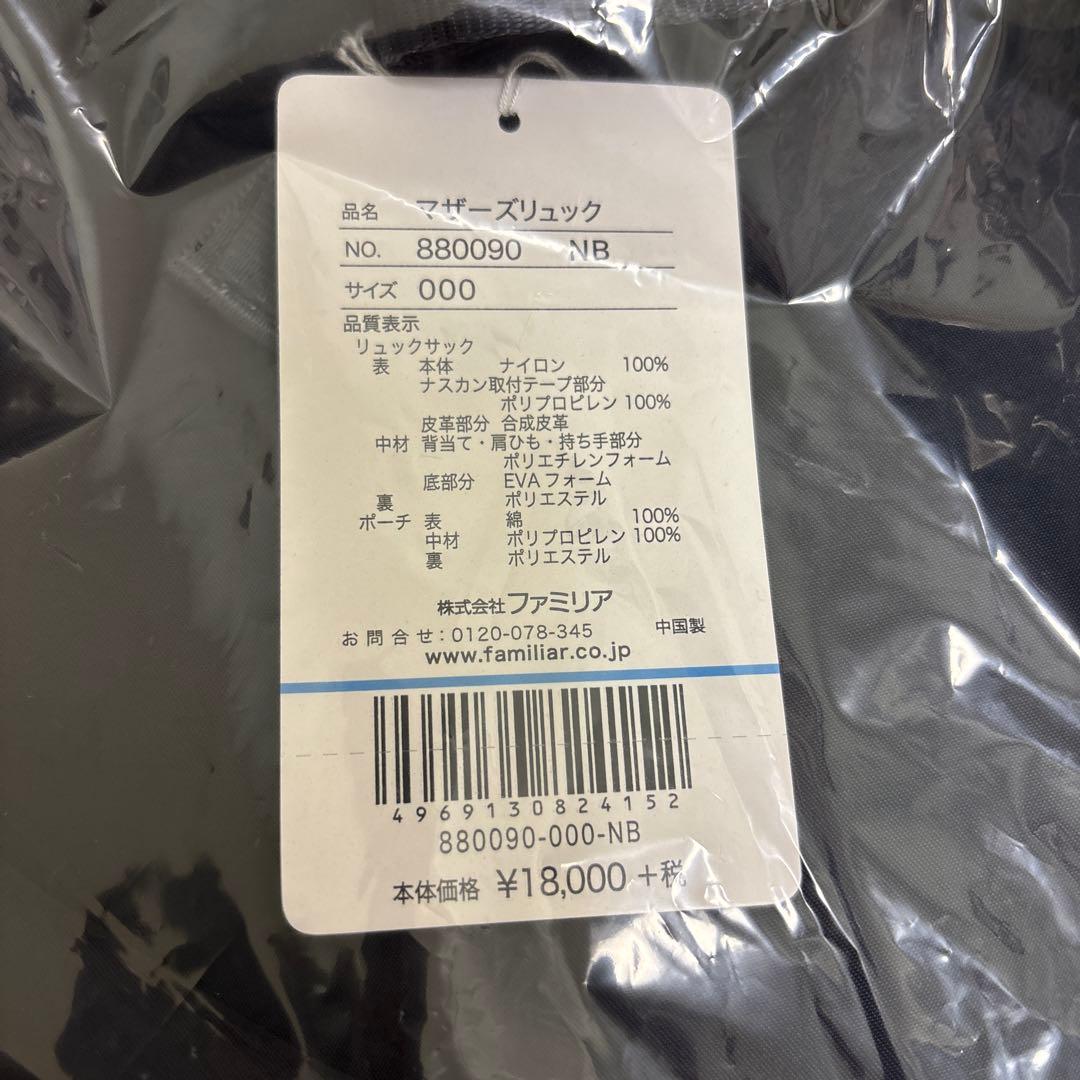 品名 マザーズリュック
NO. 880090 NB
サイズ 000
品質表示
リュックサック
表 本体 ナイロン 100%
ナスカン取付テープ部分
ポリプロピレン 100%
皮革部分 合成皮革
中材 背当て・肩ひも・持ち手部分
ポリエチレンフォーム
底部分 EVAフォーム
裏 ポリエステル
ポーチ 表 綿 100%
中材 ポリプロピレン 100%
裏 ポリエステル
株式会社 ファミリア
お問合せ：0120-078-345 中国製
www.familiar.co.jp
4969130824152
880090-000-NB
本体価格 ¥18,000 +税